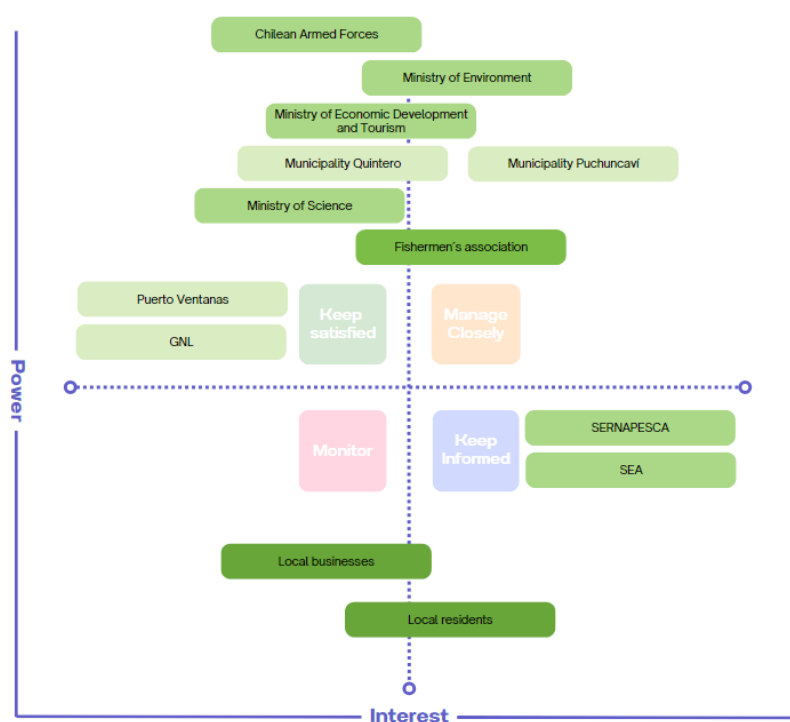 Chilean Armed Forces
Ministry of Environment
Ministry of Economic Development
and Tourism
Municipality Quintero
Municipality Puchuncaví
Ministry of Science
Fishermen´s association
Puerto Ventanas
GNL
Keep
satisfied
Manage
Closely
Power
Monitor
Keep
Informed
SERNAPESCA
SEA
Local businesses
Local residents
Interest